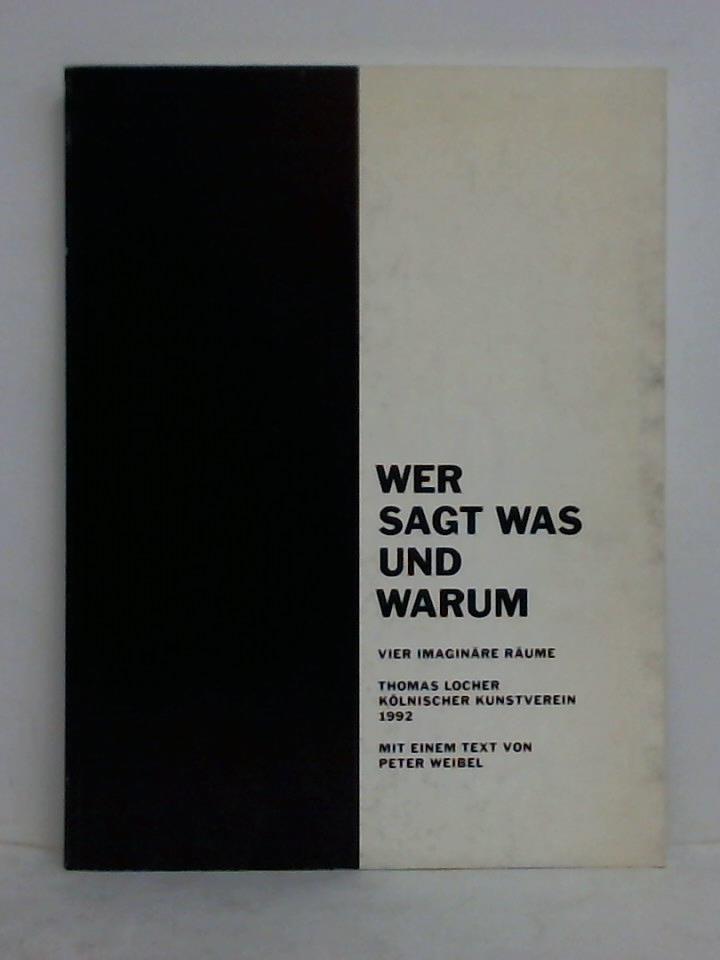 WER
SAGT WAS
UND
WARUM
VIER IMAGINÄRE RÄUME
THOMAS LOCHER
KÖLNISCHER KUNSTVEREIN
1992
MIT EINEM TEXT VON
PETER WEIBEL